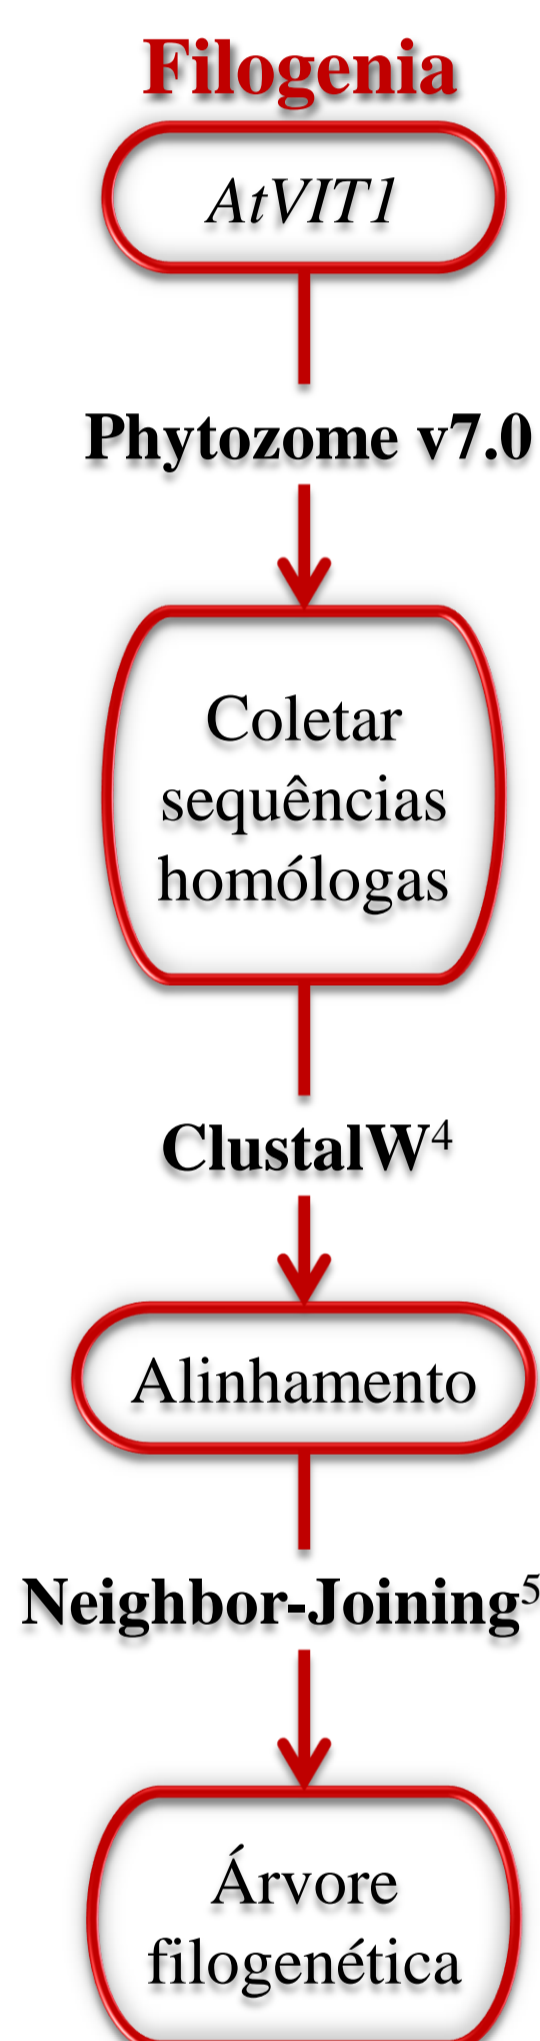 Filogenia
AtVIT1
Phytozome v7.0
Coletar
sequências
homólogas
ClustalW⁴
Alinhamento
Neighbor-Joining⁵
Árvore
filogenética